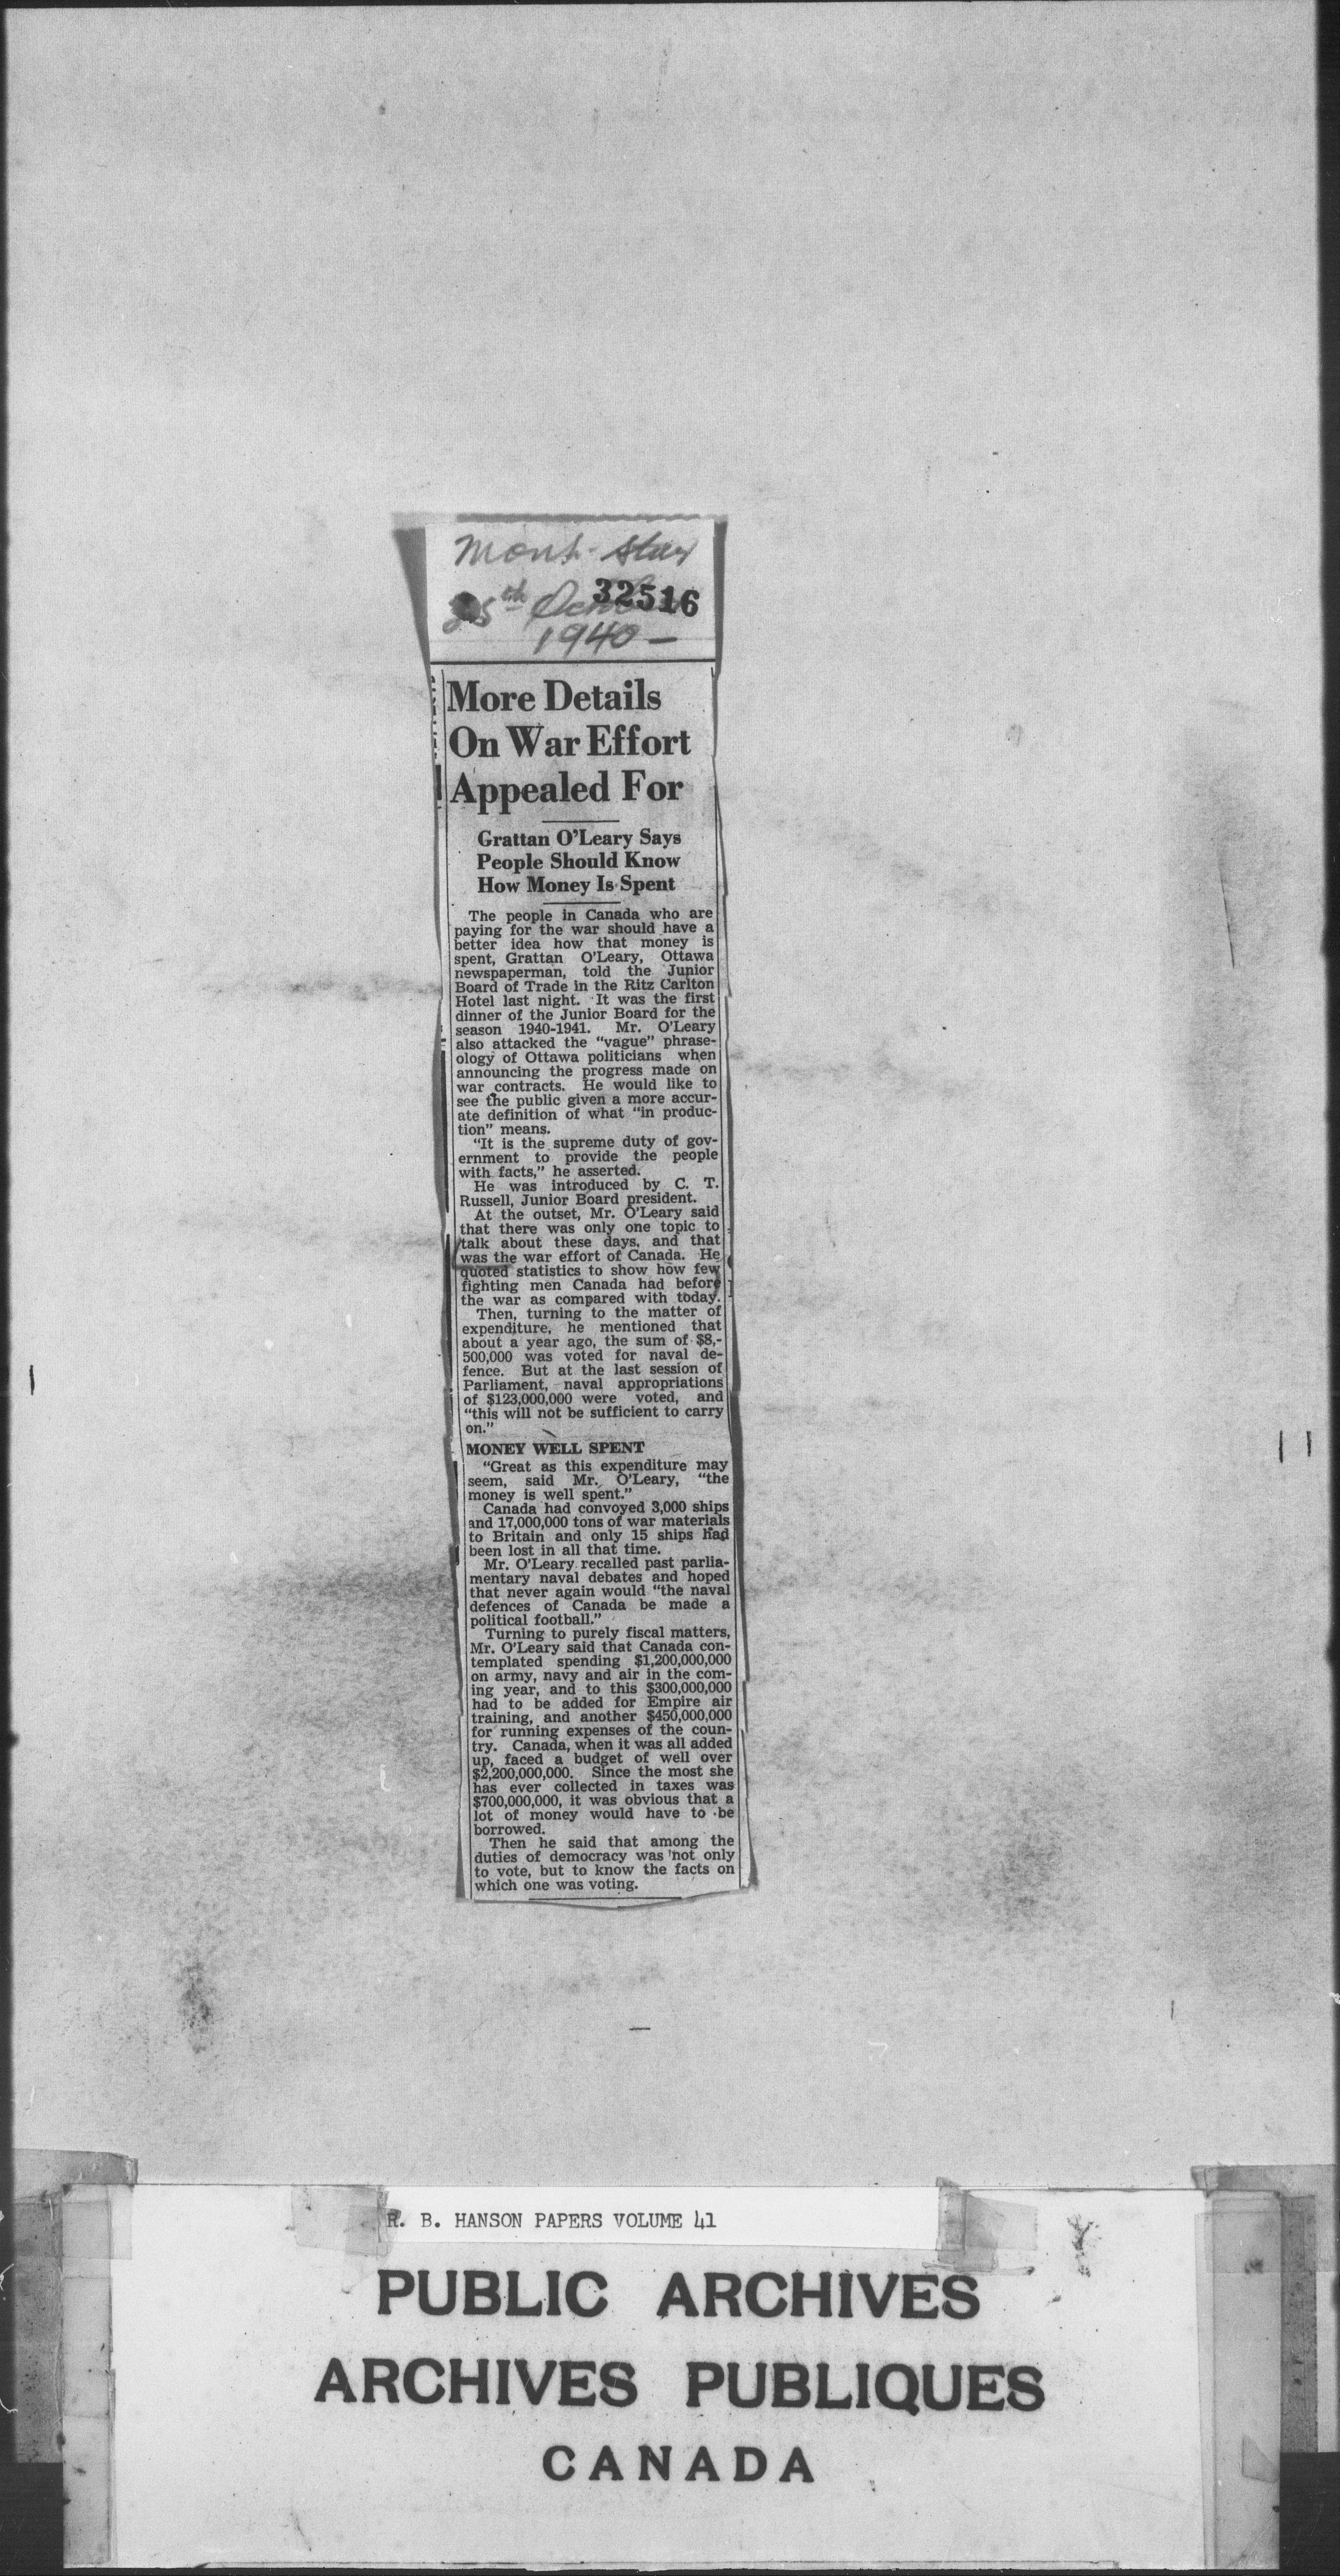 Mont. Star
25th 32516
1940 -
More Details
On War Effort
Appealed For
Grattan O'Leary Says
People Should Know
How Money Is Spent
The people in Canada who are
paying for the war should have a
better idea how that money is
spent, Grattan O'Leary, Ottawa
newspaperman, told the Junior
Board of Trade in the Ritz Carlton
Hotel last night. It was the first
dinner of the Junior Board for the
season 1940-1941. Mr. O'Leary
also attacked the "vague" phrase-
ology of Ottawa politicians when
announcing the progress made on
war contracts. He would like to
see the public given a more accur-
ate definition of what "in produc-
tion" means.
"It is the supreme duty of gov-
ernment to provide the people
with facts," he asserted.
He was introduced by C. T.
Russell, Junior Board president.
At the outset, Mr. O'Leary said
that there was only one topic to
talk about these days, and that
was the war effort of Canada. He
quoted statistics to show how few
fighting men Canada had before
the war as compared with today.
Then, turning to the matter of
expenditure, he mentioned that
about a year ago, the sum of $8,-
500,000 was voted for naval de-
fence. But at the last session of
Parliament, naval appropriations
of $123,000,000 were voted, and
"this will not be sufficient to carry
on."
MONEY WELL SPENT
"Great as this expenditure may
seem, said Mr. O'Leary, "the
money is well spent."
Canada had convoyed 3,000 ships
and 17,000,000 tons of war materials
to Britain and only 15 ships had
been lost in all that time.
Mr. O'Leary recalled past parlia-
mentary naval debates and hoped
that never again would "the naval
defences of Canada be made a
political football."
Turning to purely fiscal matters,
Mr. O'Leary said that Canada con-
templated spending $1,200,000,000
on army, navy and air in the com-
ing year, and to this $300,000,000
had to be added for Empire air
training, and another $450,000,000
for running expenses of the coun-
try. Canada, when it was all added
up, faced a budget of well over
$2,200,000,000. Since the most she
has ever collected in taxes was
$700,000,000, it was obvious that a
lot of money would have to be
borrowed.
Then he said that among the
duties of democracy was not only
to vote, but to know the facts on
which one was voting.
R. B. HANSON PAPERS VOLUME 41
PUBLIC ARCHIVES
ARCHIVES PUBLIQUES
CANADA